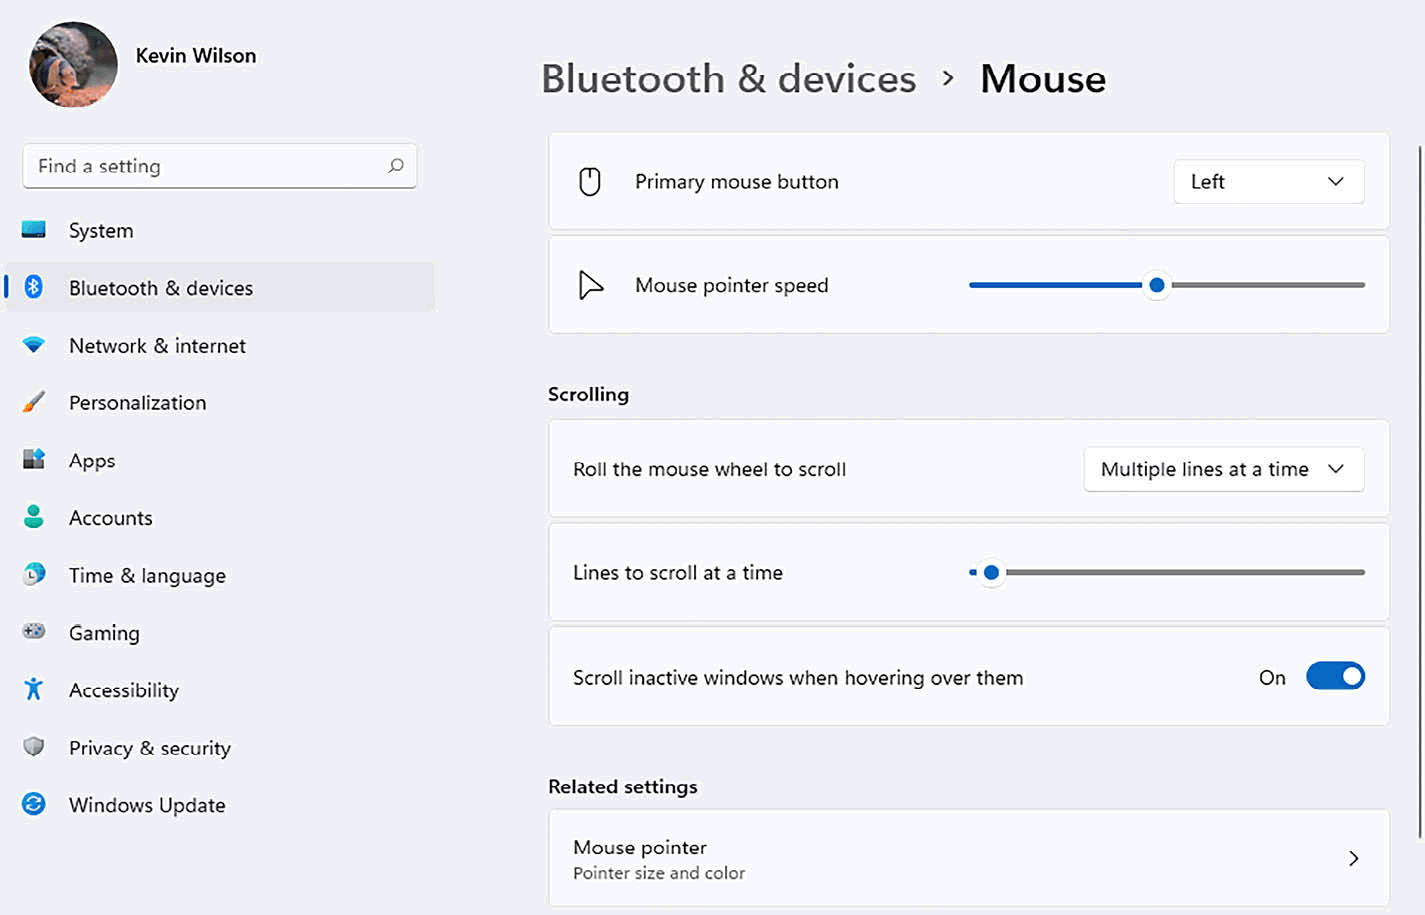 Kevin Wilson
Find a setting
System
Bluetooth & devices
Network & internet
Personalization
Apps
Accounts
Time & language
Gaming
Accessibility
Privacy & security
Windows Update
Bluetooth & devices > Mouse
Primary mouse button Left
Mouse pointer speed
Scrolling
Roll the mouse wheel to scroll Multiple lines at a time
Lines to scroll at a time
Scroll inactive windows when hovering over them On
Related settings
Mouse pointer
Pointer size and color